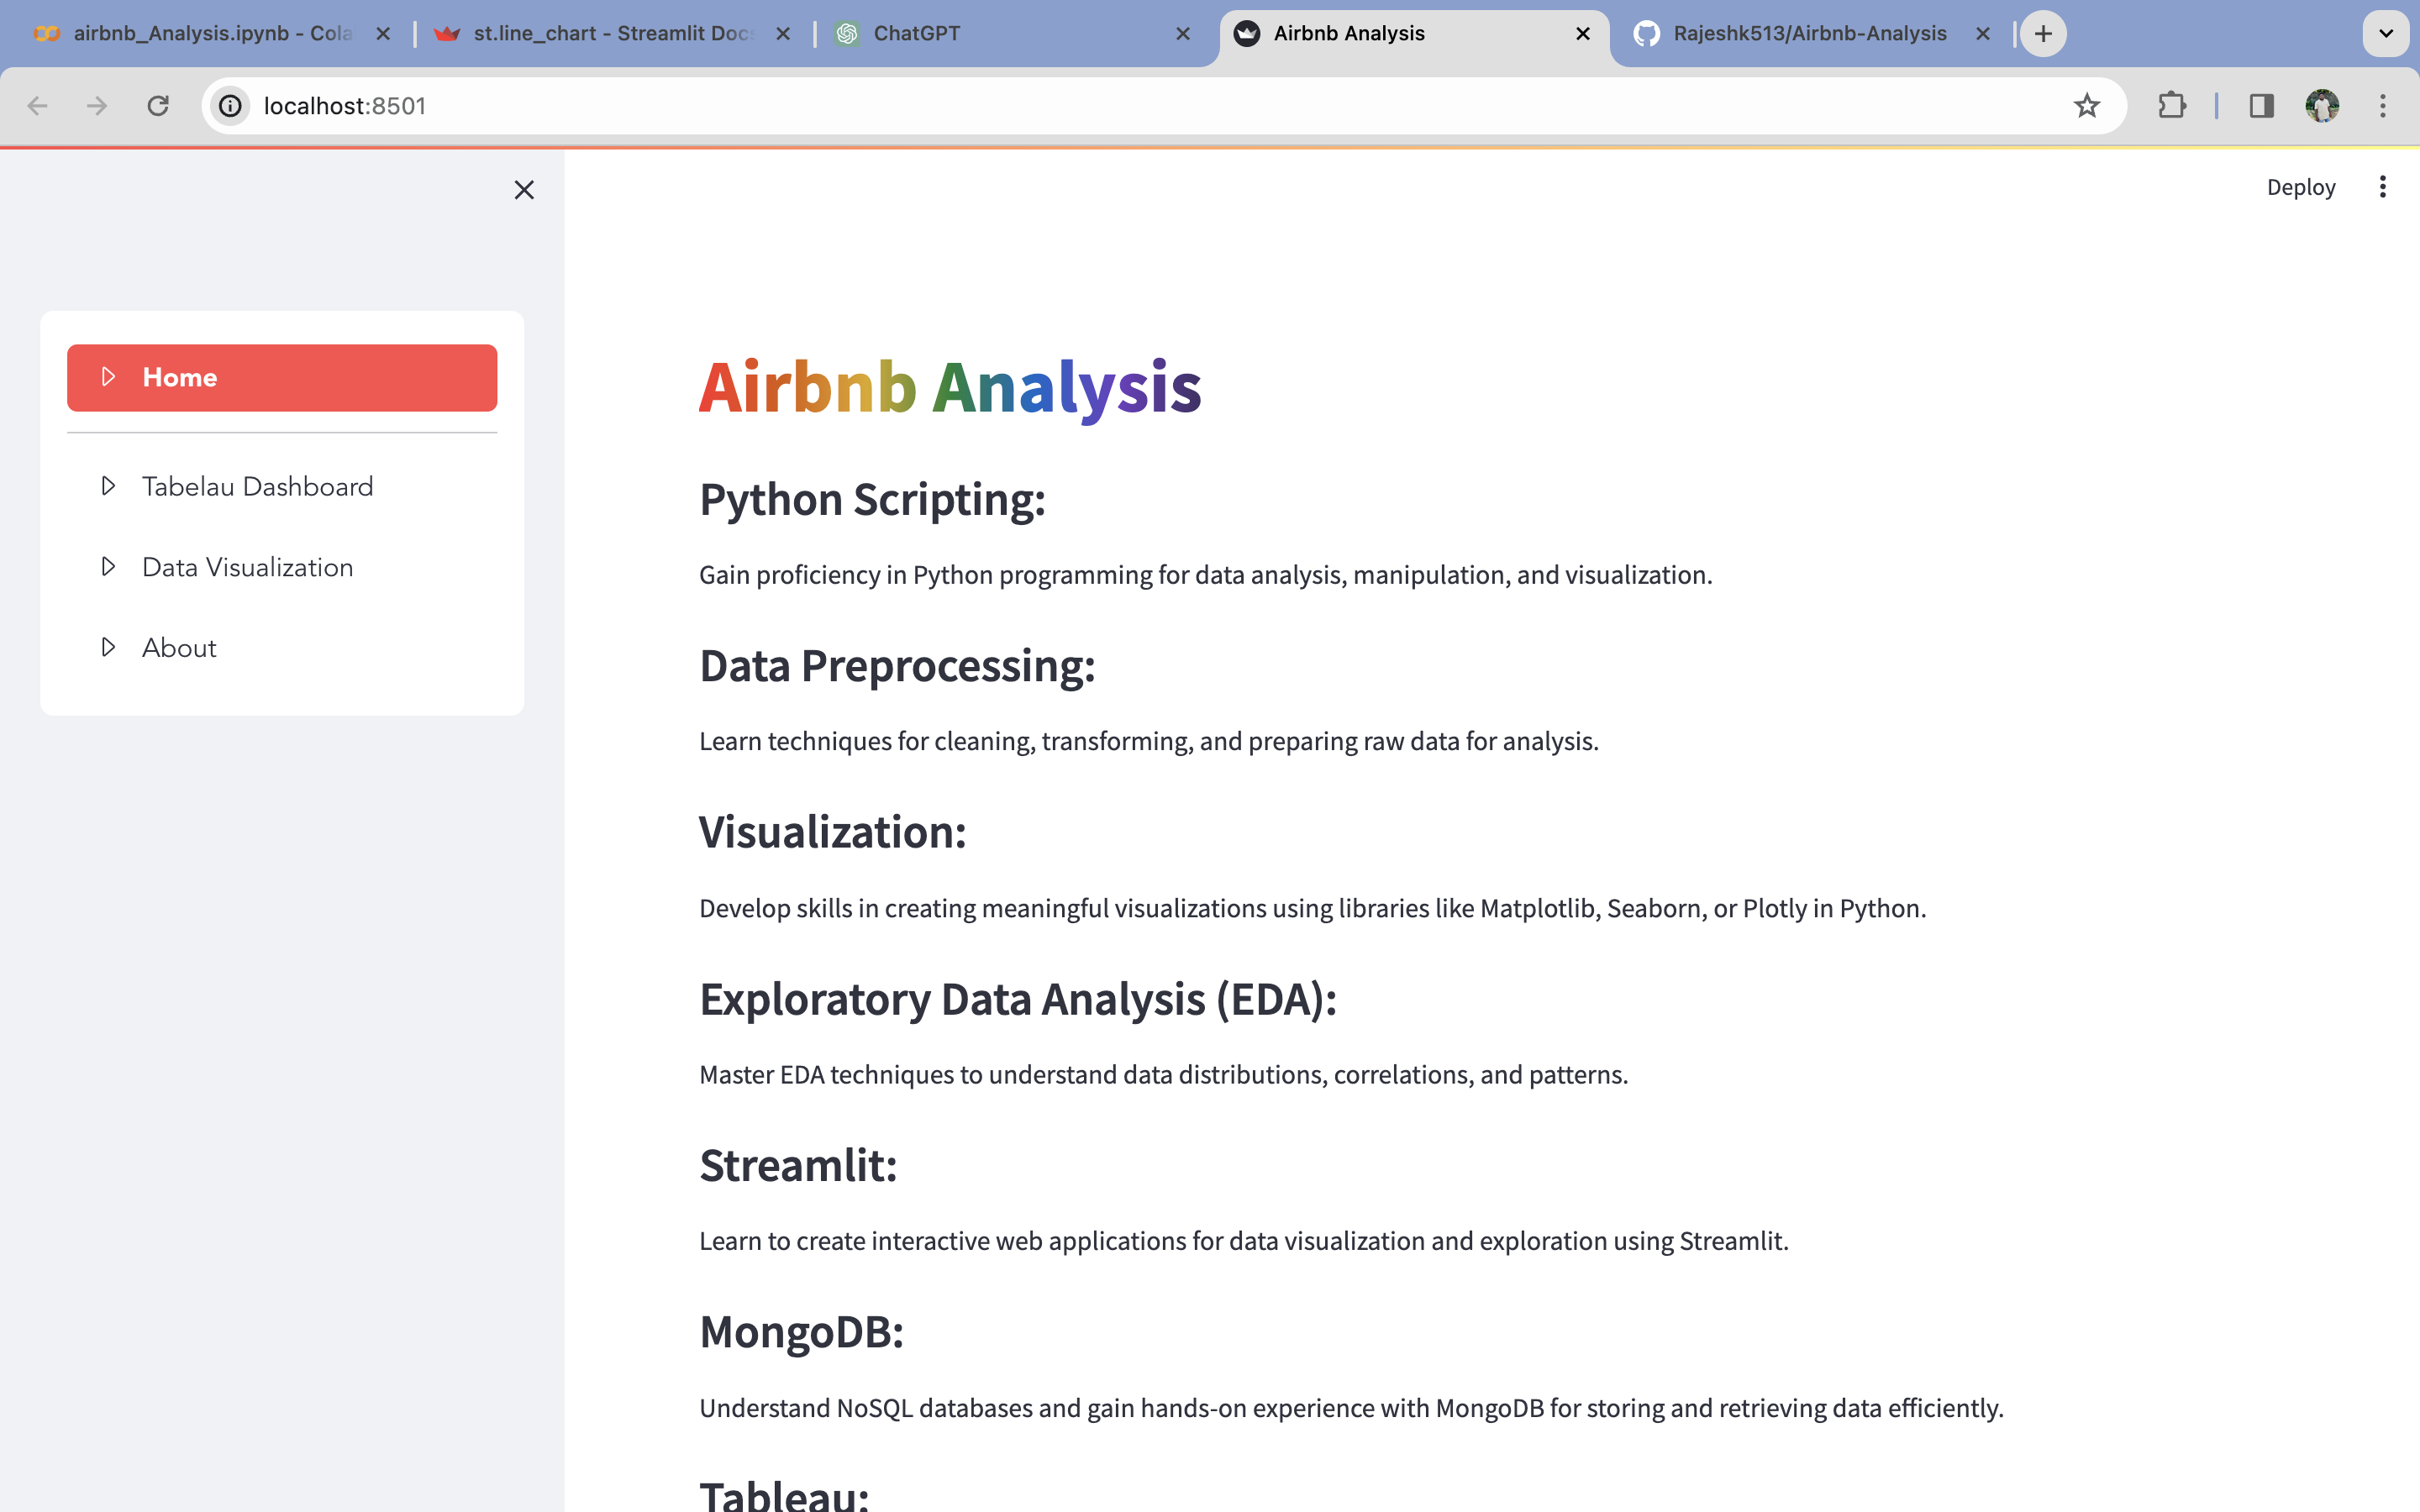 airbnb_Analysis.ipynb - Cola
st.line_chart - Streamlit Doc
ChatGPT
Airbnb Analysis
Rajeshk513/Airbnb-Analysis
localhost:8501
Deploy
Home
Tabelau Dashboard
Data Visualization
About
Airbnb Analysis
Python Scripting:
Gain proficiency in Python programming for data analysis, manipulation, and visualization.
Data Preprocessing:
Learn techniques for cleaning, transforming, and preparing raw data for analysis.
Visualization:
Develop skills in creating meaningful visualizations using libraries like Matplotlib, Seaborn, or Plotly in Python.
Exploratory Data Analysis (EDA):
Master EDA techniques to understand data distributions, correlations, and patterns.
Streamlit:
Learn to create interactive web applications for data visualization and exploration using Streamlit.
MongoDB:
Understand NoSQL databases and gain hands-on experience with MongoDB for storing and retrieving data efficiently.
Tableau: